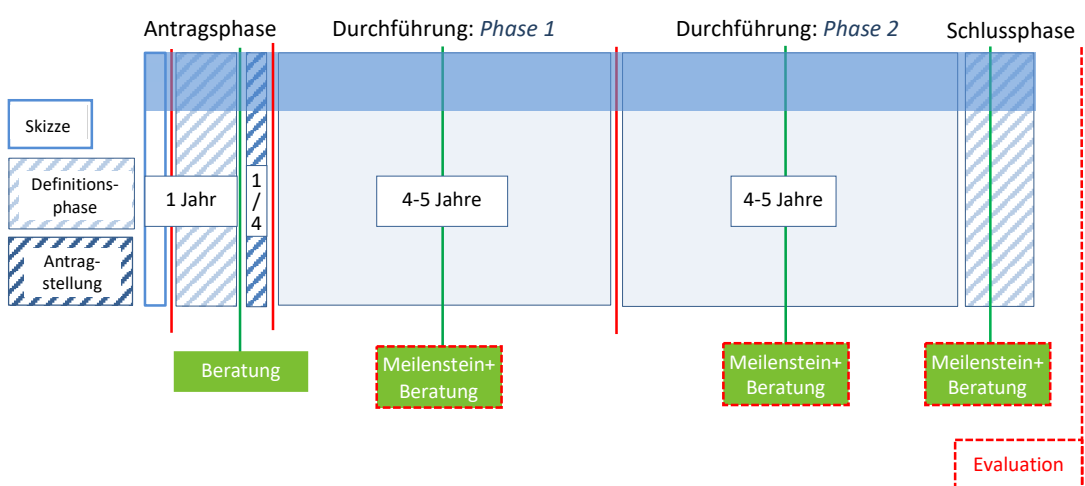 Antragsphase
Durchführung: Phase 1
Durchführung: Phase 2
Schlussphase
Skizze
Definitions-
phase
Antrag-
stellung
1 Jahr
1
/
4
4-5 Jahre
4-5 Jahre
Beratung
Meilenstein+
Beratung
Meilenstein+
Beratung
Meilenstein+
Beratung
Evaluation